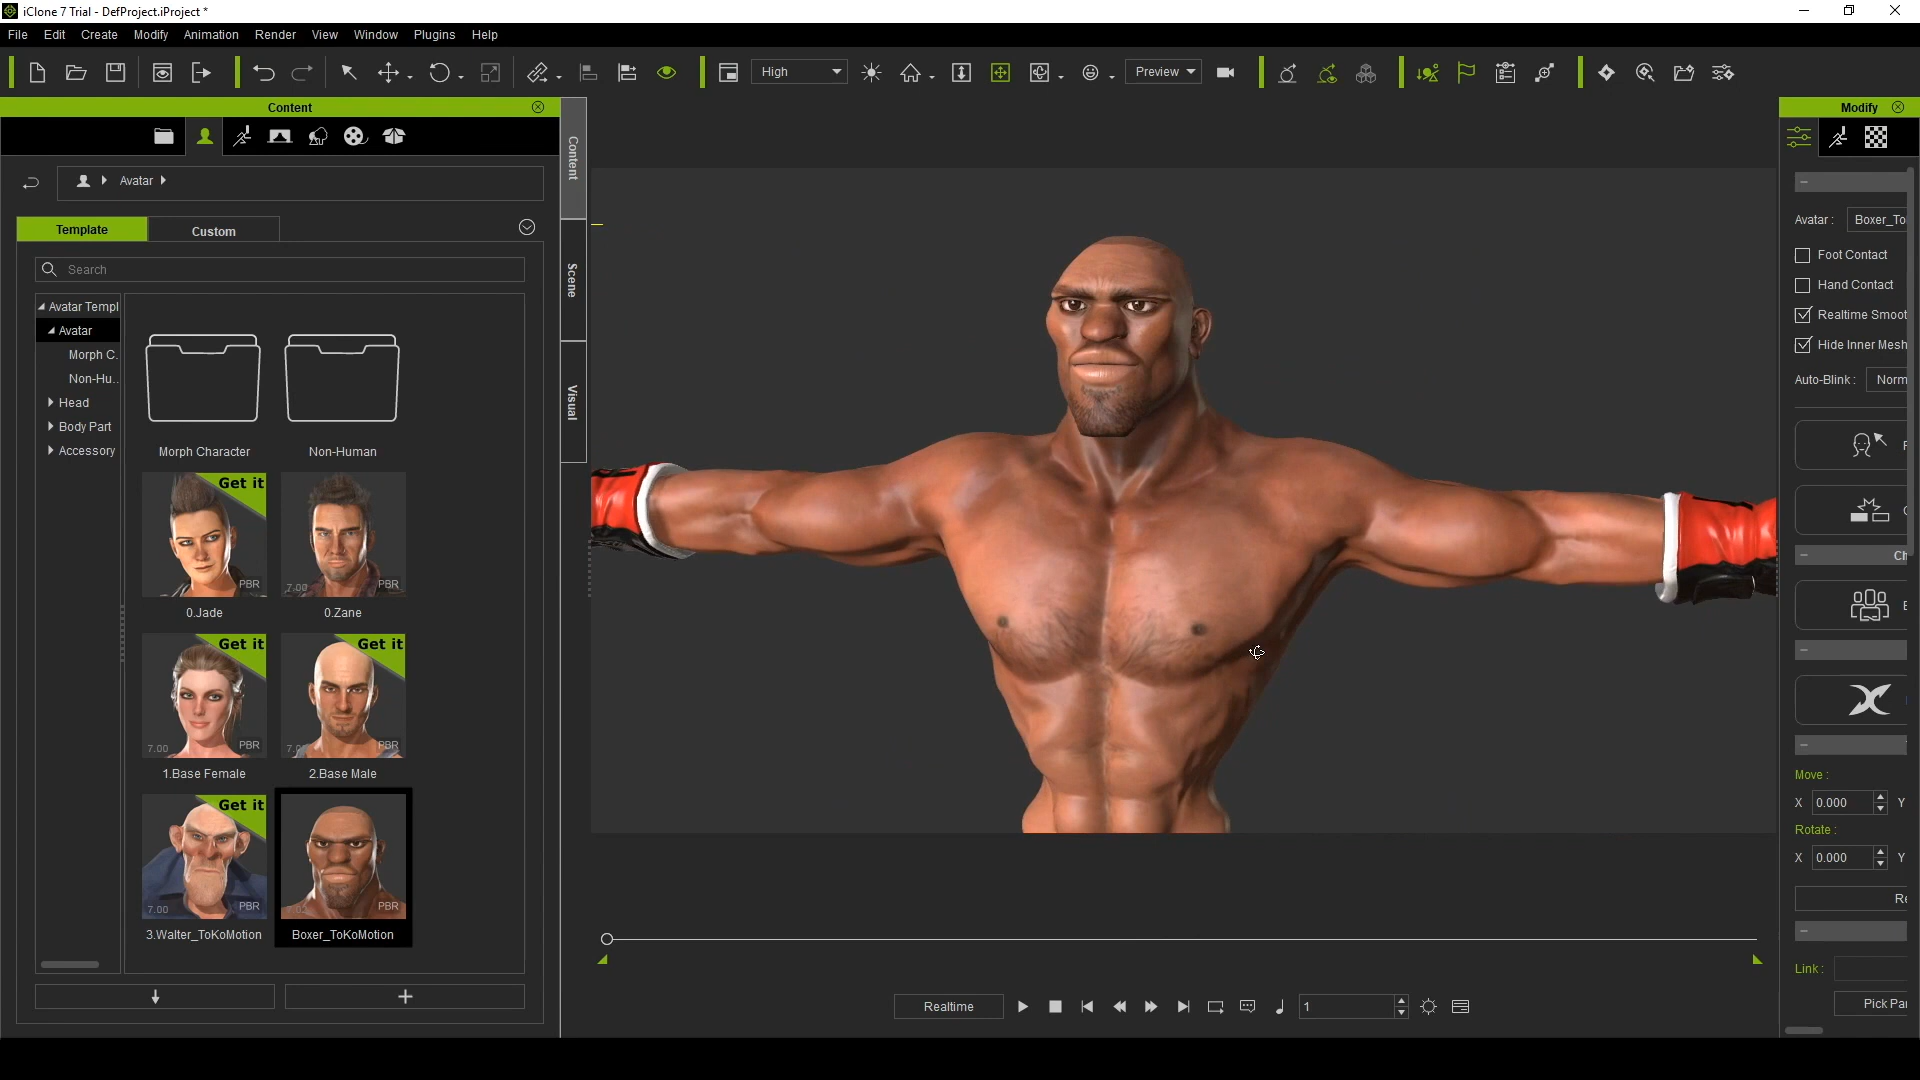 iClone 7 Trial - DefProject.iProject *
File Edit Create Modify Animation Render View Window Plugins Help
High
Preview
Content
Modify
Avatar
Template
Custom
Search
Avatar Templ
Avatar
Morph C.
Non-Hu..
Head
Body Part
Accessory
Morph Character
Non-Human
Get it
PBR
0.Jade
7.00
PBR
0.Zane
Get it
7.00
PBR
1.Base Female
Get it
PBR
2.Base Male
Get it
7.00
PBR
3.Walter_ToKoMotion
PBR
Boxer_ToKoMotion
Content
Scene
Visual
Realtime
1
Avatar : Boxer_To
Foot Contact
Hand Contact
Realtime Smoot
Hide Inner Mesh
Auto-Blink : Norm
Ch
Move :
X 0.000 Y
Rotate :
X 0.000 Y
Re
Link :
Pick Par